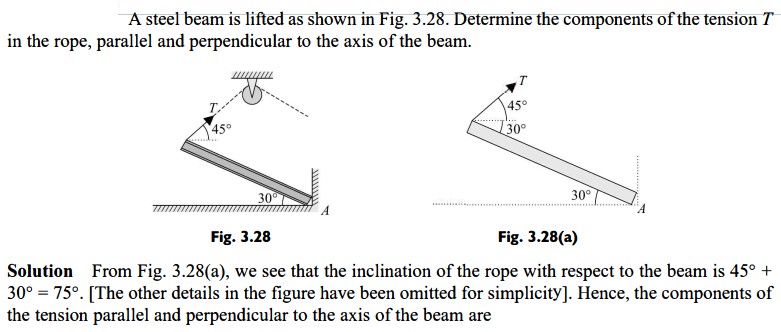 A steel beam is lifted as shown in Fig. 3.28. Determine the components of the tension T
in the rope, parallel and perpendicular to the axis of the beam.
T
45°
30°
A
Fig. 3.28
T
45°
30°
30°
A
Fig. 3.28(a)
Solution From Fig. 3.28(a), we see that the inclination of the rope with respect to the beam is 45° +
30° = 75°. [The other details in the figure have been omitted for simplicity]. Hence, the components of
the tension parallel and perpendicular to the axis of the beam are